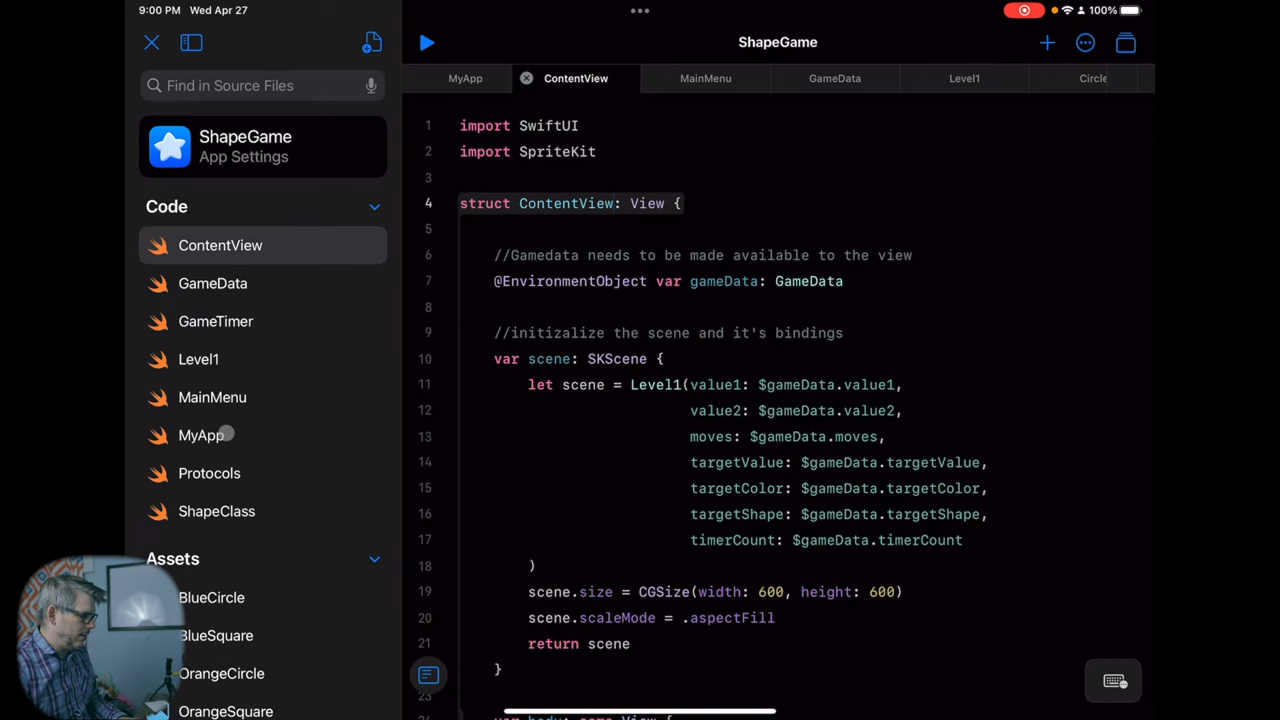 9:00 PM Wed Apr 27
100%
ShapeGame
Find in Source Files
MyApp
ContentView
MainMenu
GameData
Level1
Circle
ShapeGame
App Settings
Code
ContentView
GameData
GameTimer
Level1
MainMenu
MyApp
Protocols
ShapeClass
Assets
BlueCircle
BlueSquare
OrangeCircle
OrangeSquare
1 import SwiftUI
2 import SpriteKit
3
4 struct ContentView: View {
5
6 //Gamedata needs to be made available to the view
7 @EnvironmentObject var gameData: GameData
8
9 //initizalize the scene and it's bindings
10 var scene: SKScene {
11 let scene = Level1(value1: $gameData.value1,
12 value2: $gameData.value2,
13 moves: $gameData.moves,
14 targetValue: $gameData.targetValue,
15 targetColor: $gameData.targetColor,
16 targetShape: $gameData.targetShape,
17 timerCount: $gameData.timerCount
18 )
19 scene.size = CGSize(width: 600, height: 600)
20 scene.scaleMode = .aspectFill
21 return scene
}
23
var body: some View {